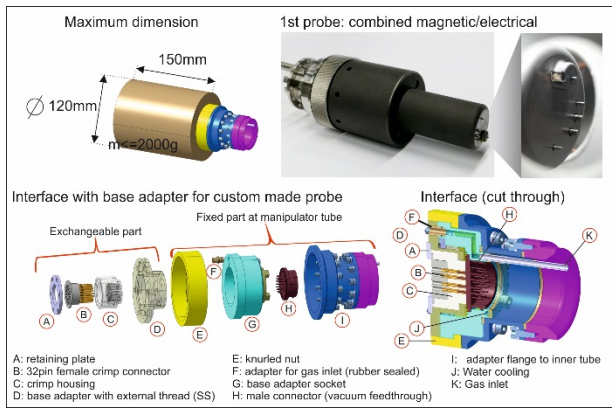 Maximum dimension
150mm
120mm
m<=2000g
1st probe: combined magnetic/electrical
Interface with base adapter for custom made probe
Fixed part at manipulator tube
Exchangeable part
A
B
C
D
E
F
G
H
I
Interface (cut through)
F
H
K
D
A
B
C
J
E
A: retaining plate
B: 32pin female crimp connector
C: crimp housing
D: base adapter with external thread (SS)
E: knurled nut
F: adapter for gas inlet (rubber sealed)
G: base adapter socket
H: male connector (vacuum feedthrough)
I: adapter flange to inner tube
J: Water cooling
K: Gas inlet